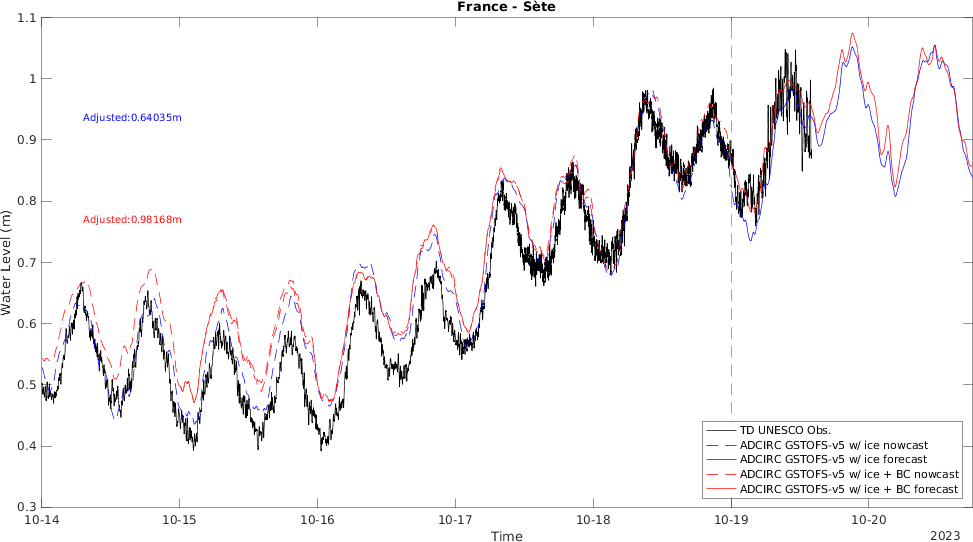 France - Sète
1.1
1
0.9
0.8
0.7
0.6
0.5
0.4
0.3
Water Level (m)
Adjusted:0.64035m
Adjusted:0.98168m
TD UNESCO Obs.
ADCIRC GSTOFS-v5 w/ ice nowcast
ADCIRC GSTOFS-v5 w/ ice forecast
ADCIRC GSTOFS-v5 w/ ice + BC nowcast
ADCIRC GSTOFS-v5 w/ ice + BC forecast
10-14 10-15 10-16 10-17 10-18 10-19 10-20
Time
2023